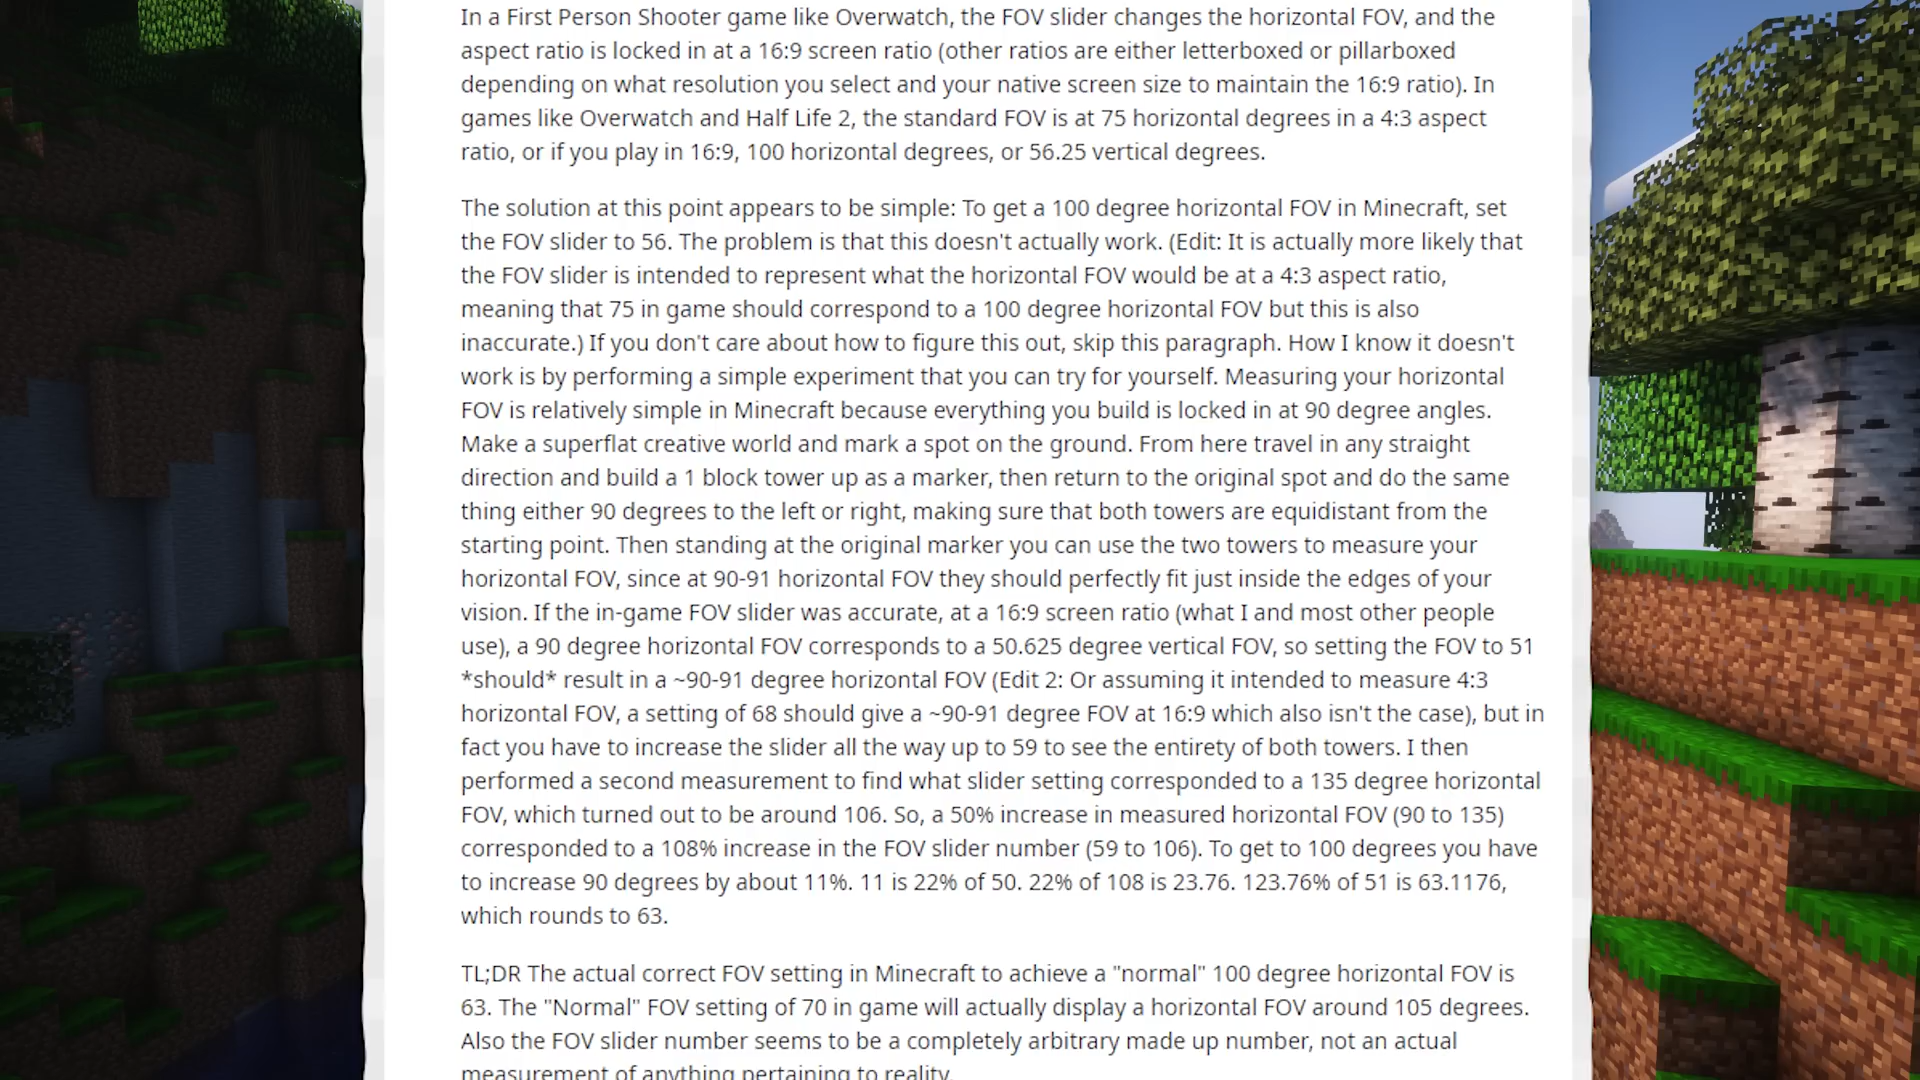 In a First Person Shooter game like Overwatch, the FOV slider changes the horizontal FOV, and the
aspect ratio is locked in at a 16:9 screen ratio (other ratios are either letterboxed or pillarboxed
depending on what resolution you select and your native screen size to maintain the 16:9 ratio). In
games like Overwatch and Half Life 2, the standard FOV is at 75 horizontal degrees in a 4:3 aspect
ratio, or if you play in 16:9, 100 horizontal degrees, or 56.25 vertical degrees.
The solution at this point appears to be simple: To get a 100 degree horizontal FOV in Minecraft, set
the FOV slider to 56. The problem is that this doesn't actually work. (Edit: It is actually more likely that
the FOV slider is intended to represent what the horizontal FOV would be at a 4:3 aspect ratio,
meaning that 75 in game should correspond to a 100 degree horizontal FOV but this is also
inaccurate.) If you don't care about how to figure this out, skip this paragraph. How I know it doesn't
work is by performing a simple experiment that you can try for yourself. Measuring your horizontal
FOV is relatively simple in Minecraft because everything you build is locked in at 90 degree angles.
Make a superflat creative world and mark a spot on the ground. From here travel in any straight
direction and build a 1 block tower up as a marker, then return to the original spot and do the same
thing either 90 degrees to the left or right, making sure that both towers are equidistant from the
starting point. Then standing at the original marker you can use the two towers to measure your
horizontal FOV, since at 90-91 horizontal FOV they should perfectly fit just inside the edges of your
vision. If the in-game FOV slider was accurate, at a 16:9 screen ratio (what I and most other people
use), a 90 degree horizontal FOV corresponds to a 50.625 degree vertical FOV, so setting the FOV to 51
*should* result in a ~90-91 degree horizontal FOV (Edit 2: Or assuming it intended to measure 4:3
horizontal FOV, a setting of 68 should give a ~90-91 degree FOV at 16:9 which also isn't the case), but in
fact you have to increase the slider all the way up to 59 to see the entirety of both towers. I then
performed a second measurement to find what slider setting corresponded to a 135 degree horizontal
FOV, which turned out to be around 106. So, a 50% increase in measured horizontal FOV (90 to 135)
corresponded to a 108% increase in the FOV slider number (59 to 106). To get to 100 degrees you have
to increase 90 degrees by about 11%. 11 is 22% of 50. 22% of 108 is 23.76. 123.76% of 51 is 63.1176,
which rounds to 63.
TL;DR The actual correct FOV setting in Minecraft to achieve a "normal" 100 degree horizontal FOV is
63. The "Normal" FOV setting of 70 in game will actually display a horizontal FOV around 105 degrees.
Also the FOV slider number seems to be a completely arbitrary made up number, not an actual
measurement of anything pertaining to reality.